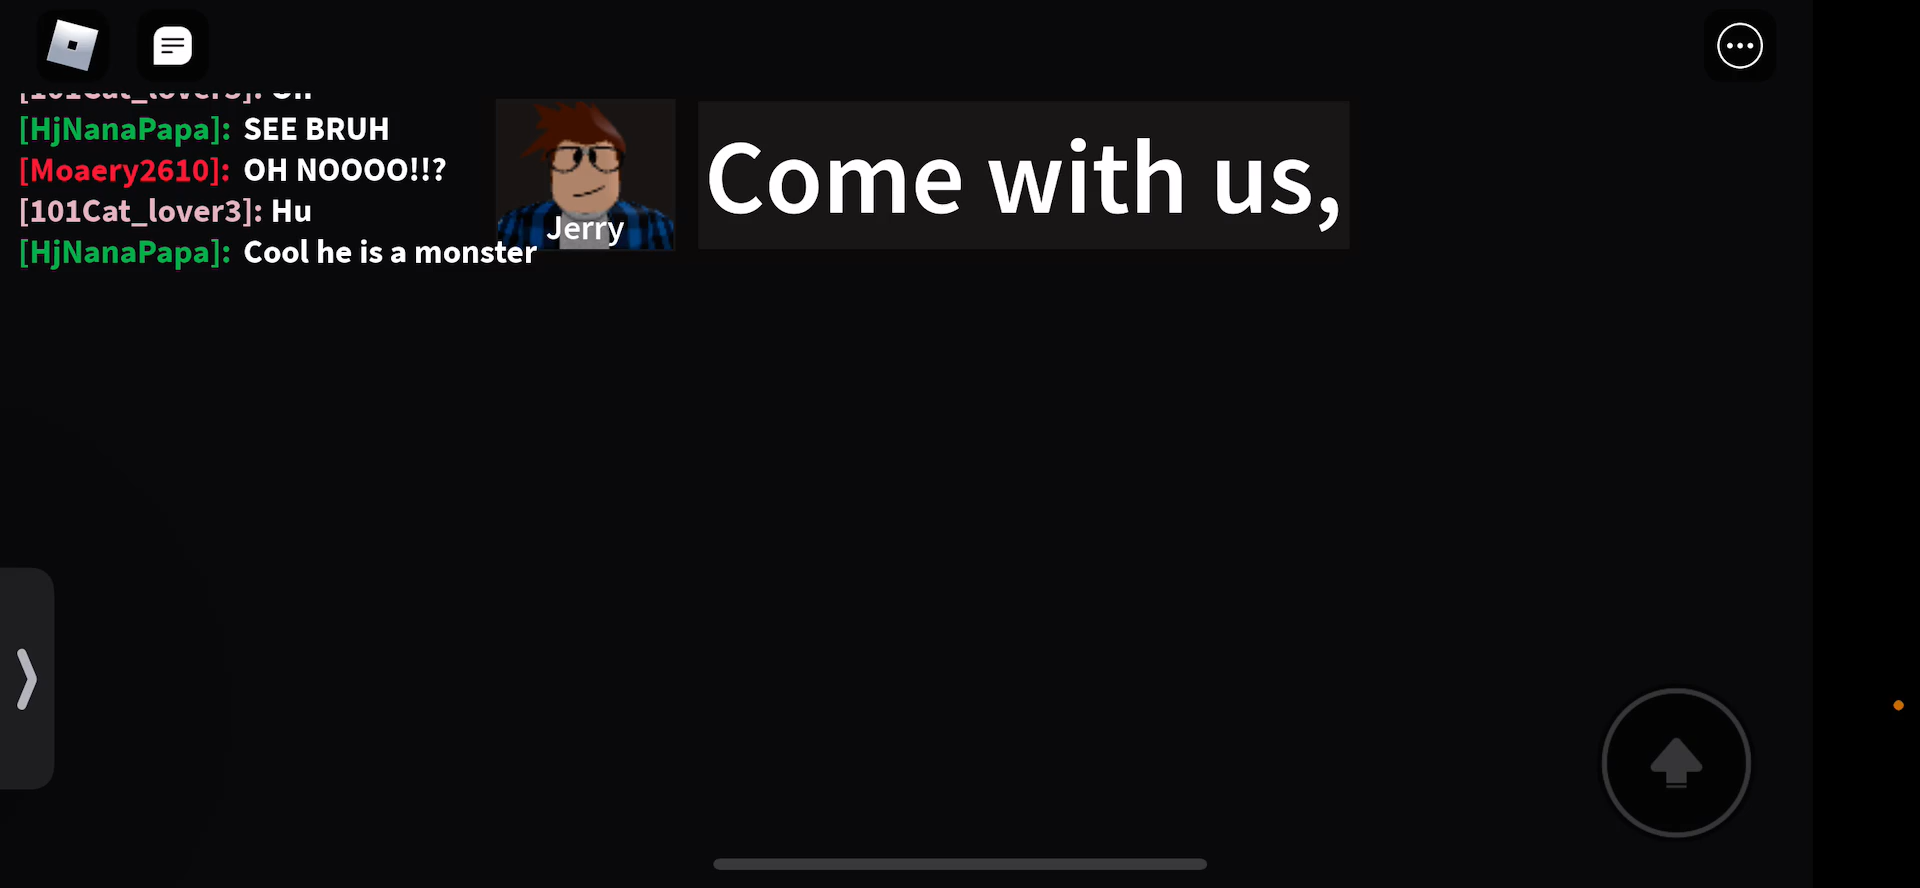 [HjNanaPapa]: SEE BRUH
[Moaery2610]: OH NOOOO!!?
[101Cat_lover3]: Hu
[HjNanaPapa]: Cool he is a monster
Jerry
Come with us,